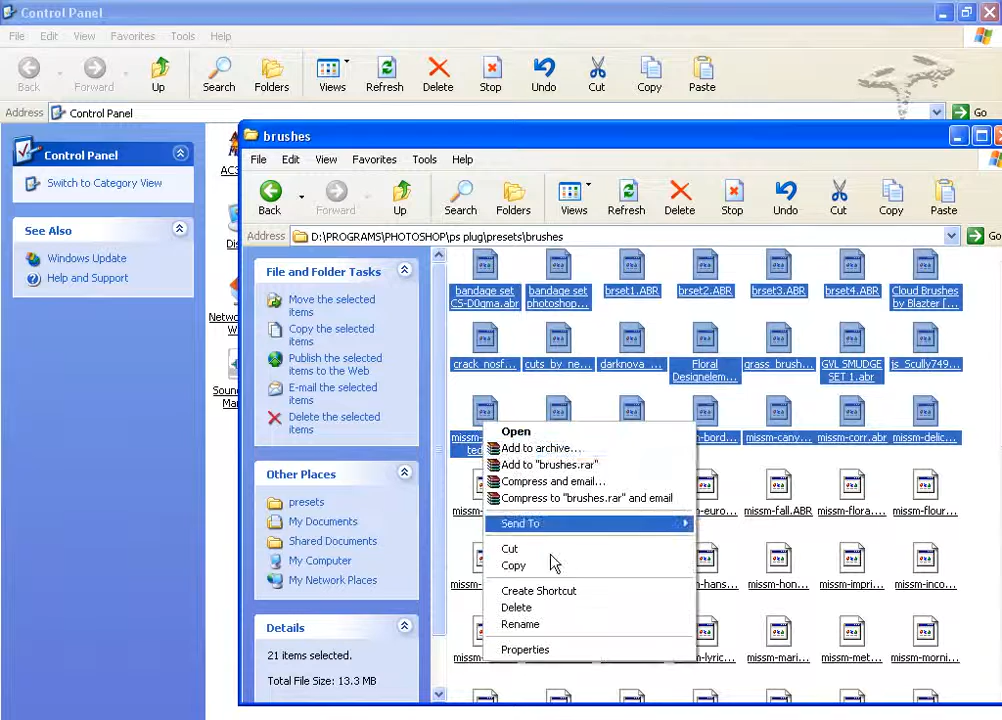 Control Panel
File Edit View Favorites Tools Help
Back Forward Up Search Folders Views Refresh Delete Stop Undo Cut Copy Paste
Address Control Panel Go
Control Panel
Switch to Category View
See Also
Windows Update
Help and Support
brushes
File Edit View Favorites Tools Help
Back Forward Up Search Folders Views Refresh Delete Stop Undo Cut Copy Paste
Address D:\PROGRAMS\PHOTOSHOP\ps plug\presets\brushes Go
File and Folder Tasks
Move the selected
items
Copy the selected
items
Publish the selected
items to the Web
E-mail the selected
items
Delete the selected
items
Other Places
presets
My Documents
Shared Documents
My Computer
My Network Places
Details
21 items selected.
Total File Size: 13.3 MB
bandage set bandage set brset1.ABR brset2.ABR brset3.ABR brset4.ABR Cloud Brushes
CS-D0qma.abr photoshop... by Blazter [...
crack_nosf... cuts_by_ne... darknova_... Floral grass_brush... GVL SMUDGE js_Scully749...
Designelem... SET 1.abr
missm-bord... missm-cany... missm-corr.abr missm-delic...
missm-fall.ABR missm-flora... missm-flour...
missm-hon... missm-impri... missm-inco...
missm-mari... missm-met... missm-morni...
Open
Add to archive...
Add to "brushes.rar"
Compress and email...
Compress to "brushes.rar" and email
Send To
Cut
Copy
Create Shortcut
Delete
Rename
Properties